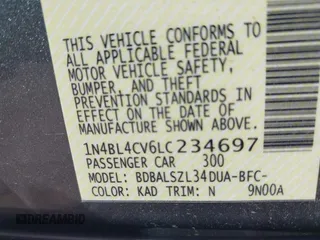 THIS VEHICLE CONFORMS TO
ALL APPLICABLE FEDERAL
MOTOR VEHICLE SAFETY,
BUMPER, AND THEFT
PREVENTION STANDARDS IN
EFFECT ON THE DATE OF
MANUFACTURE SHOWN ABOVE.
1N4BL4CV6LC234697
PASSENGER CAR 300
MODEL: BDBALSZL34DUA-BFC-
COLOR: KAD TRIM: N 9N00A
DREAMBID